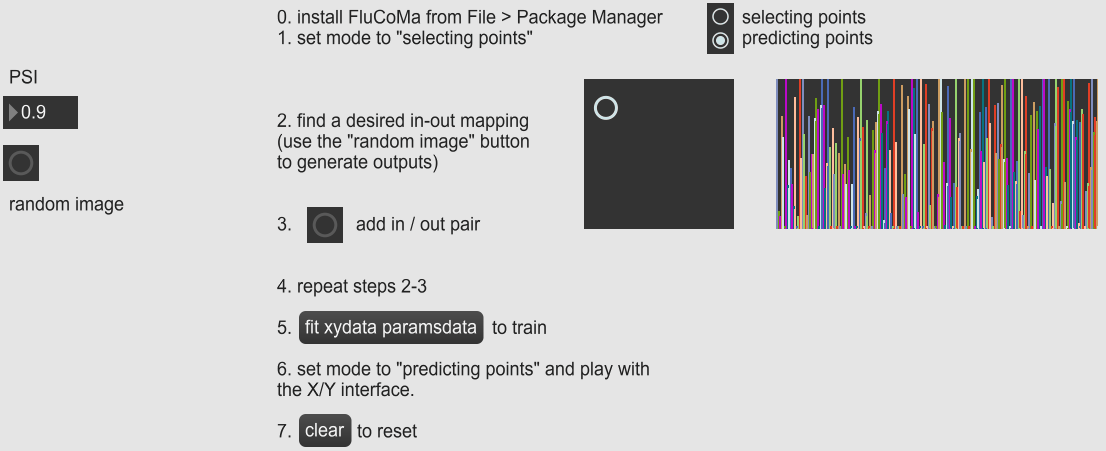 0. install FluCoMa from File > Package Manager
1. set mode to "selecting points"
selecting points
predicting points
PSI
0.9
random image
2. find a desired in-out mapping
(use the "random image" button
to generate outputs)
3. add in / out pair
4. repeat steps 2-3
5. fit xydata paramsdata to train
6. set mode to "predicting points" and play with
the X/Y interface.
7. clear to reset